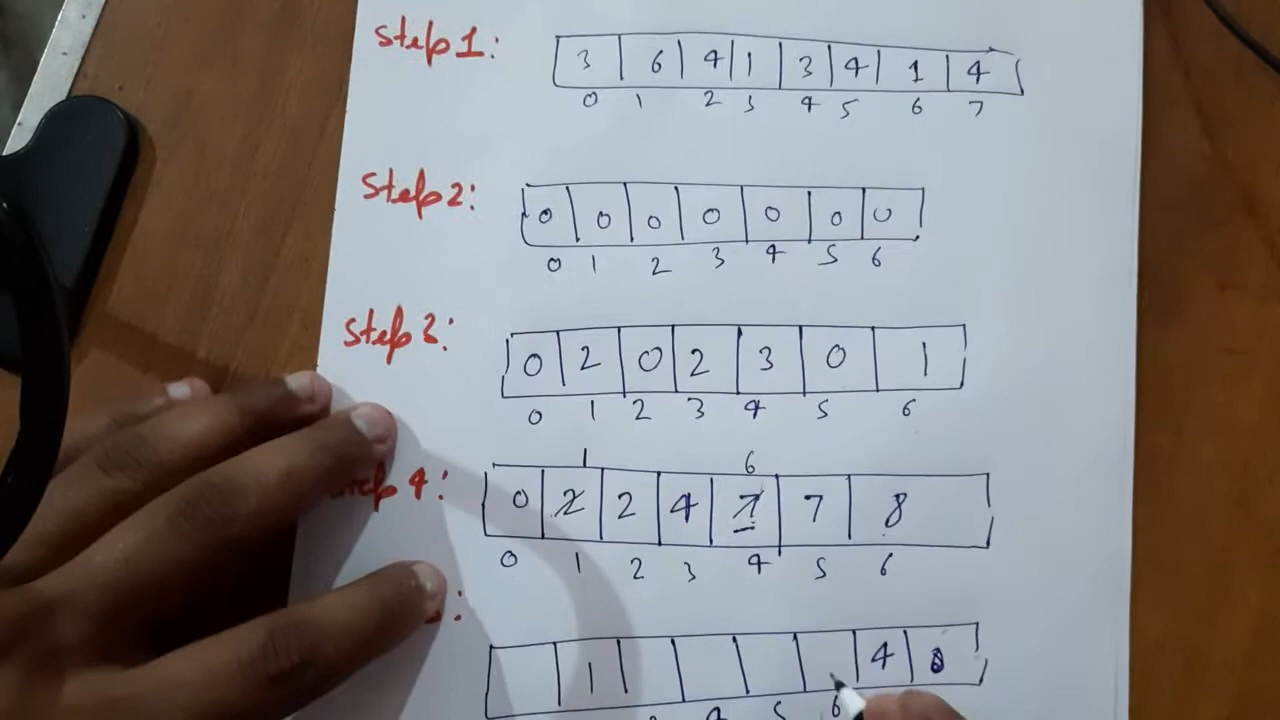 Step 1: 3 6 4 1 3 4 1 4
0 1 2 3 4 5 6 7
Step 2: 0 0 0 0 0 0 0
0 1 2 3 4 5 6
Step 3: 0 2 0 2 3 0 1
0 1 2 3 4 5 6
1 6
4: 0 2 2 4 7 7 8
0 1 2 3 4 5 6
:
1 4
5 6